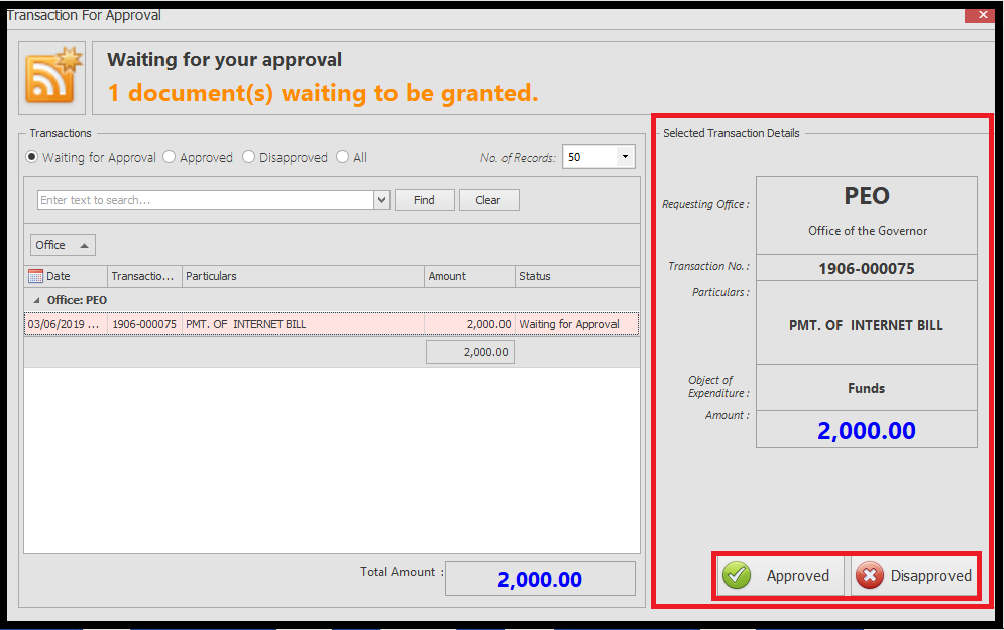 Transaction For Approval
Waiting for your approval
1 document(s) waiting to be granted.
Transactions
Waiting for Approval Approved Disapproved All No. of Records: 50
Enter text to search... Find Clear
Office
Date Transactio... Particulars Amount Status
Office: PEO
03/06/2019 ... 1906-000075 PMT. OF INTERNET BILL 2,000.00 Waiting for Approval
2,000.00
Total Amount : 2,000.00
Selected Transaction Details
Requesting Office : PEO
Office of the Governor
Transaction No. : 1906-000075
Particulars :
PMT. OF INTERNET BILL
Object of
Expenditure : Funds
Amount : 2,000.00
Approved Disapproved